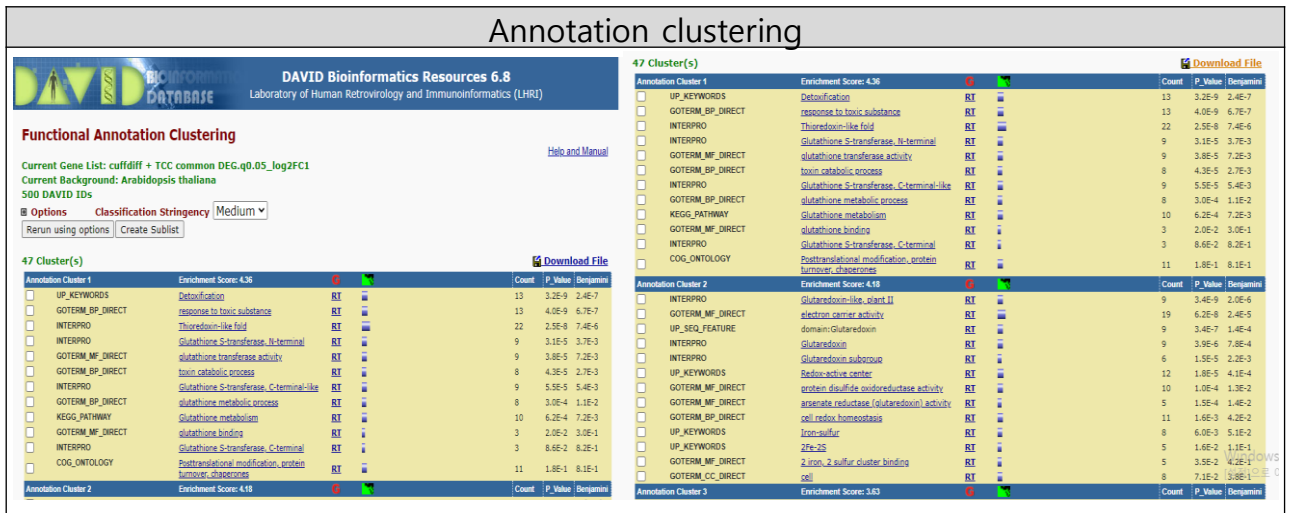 Annotation clustering
DAVID BIOINFORMATICS DATABASE
DAVID Bioinformatics Resources 6.8
Laboratory of Human Retrovirology and Immunoinformatics (LHRI)
Functional Annotation Clustering
Help and Manual
Current Gene List: cuffdiff + TCC common DEG.q0.05_log2FC1
Current Background: Arabidopsis thaliana
500 DAVID IDs
Options Classification Stringency Medium
Rerun using options Create Sublist
47 Cluster(s) Download File
Annotation Cluster 1 Enrichment Score: 4.36 G Count P_Value Benjamini
UP_KEYWORDS Detoxification RT 13 3.2E-9 2.4E-7
GOTERM_BP_DIRECT response to toxic substance RT 13 4.0E-9 6.7E-7
INTERPRO Thioredoxin-like fold RT 22 2.5E-8 7.4E-6
INTERPRO Glutathione S-transferase, N-terminal RT 9 3.1E-5 3.7E-3
GOTERM_MF_DIRECT glutathione transferase activity RT 9 3.8E-5 7.2E-3
GOTERM_BP_DIRECT toxin catabolic process RT 8 4.3E-5 2.7E-3
INTERPRO Glutathione S-transferase, C-terminal-like RT 9 5.5E-5 5.4E-3
GOTERM_BP_DIRECT glutathione metabolic process RT 8 3.0E-4 1.1E-2
KEGG_PATHWAY Glutathione metabolism RT 10 6.2E-4 7.2E-3
GOTERM_MF_DIRECT glutathione binding RT 3 2.0E-2 3.0E-1
INTERPRO Glutathione S-transferase, C-terminal RT 3 8.6E-2 8.2E-1
COG_ONTOLOGY Posttranslational modification, protein
turnover, chaperones RT 11 1.8E-1 8.1E-1
Annotation Cluster 2 Enrichment Score: 4.18 G Count P_Value Benjamini
47 Cluster(s) Download File
Annotation Cluster 1 Enrichment Score: 4.36 G Count P_Value Benjamini
UP_KEYWORDS Detoxification RT 13 3.2E-9 2.4E-7
GOTERM_BP_DIRECT response to toxic substance RT 13 4.0E-9 6.7E-7
INTERPRO Thioredoxin-like fold RT 22 2.5E-8 7.4E-6
INTERPRO Glutathione S-transferase, N-terminal RT 9 3.1E-5 3.7E-3
GOTERM_MF_DIRECT glutathione transferase activity RT 9 3.8E-5 7.2E-3
GOTERM_BP_DIRECT toxin catabolic process RT 8 4.3E-5 2.7E-3
INTERPRO Glutathione S-transferase, C-terminal-like RT 9 5.5E-5 5.4E-3
GOTERM_BP_DIRECT glutathione metabolic process RT 8 3.0E-4 1.1E-2
KEGG_PATHWAY Glutathione metabolism RT 10 6.2E-4 7.2E-3
GOTERM_MF_DIRECT glutathione binding RT 3 2.0E-2 3.0E-1
INTERPRO Glutathione S-transferase, C-terminal RT 3 8.6E-2 8.2E-1
COG_ONTOLOGY Posttranslational modification, protein
turnover, chaperones RT 11 1.8E-1 8.1E-1
Annotation Cluster 2 Enrichment Score: 4.18 G Count P_Value Benjamini
INTERPRO Glutaredoxin-like, plant II RT 9 3.4E-9 2.0E-6
GOTERM_MF_DIRECT electron carrier activity RT 19 6.2E-8 2.4E-5
UP_SEQ_FEATURE domain:Glutaredoxin RT 9 3.4E-7 1.4E-4
INTERPRO Glutaredoxin RT 9 3.9E-6 7.8E-4
INTERPRO Glutaredoxin subgroup RT 6 1.5E-5 2.2E-3
UP_KEYWORDS Redox-active center RT 12 1.8E-5 4.1E-4
GOTERM_MF_DIRECT protein disulfide oxidoreductase activity RT 10 1.0E-4 1.3E-2
GOTERM_MF_DIRECT arsenate reductase (glutaredoxin) activity RT 5 1.5E-4 1.4E-2
GOTERM_BP_DIRECT cell redox homeostasis RT 11 1.6E-3 4.2E-2
UP_KEYWORDS Iron-sulfur RT 8 6.0E-3 5.1E-2
UP_KEYWORDS 2Fe-2S RT 5 1.6E-2 1.1E-1
GOTERM_MF_DIRECT 2 iron, 2 sulfur cluster binding RT 5 3.5E-2 4.2E-1
GOTERM_CC_DIRECT cell RT 8 7.1E-2 3.8E-1
Annotation Cluster 3 Enrichment Score: 3.63 G Count P_Value Benjamini
Windows